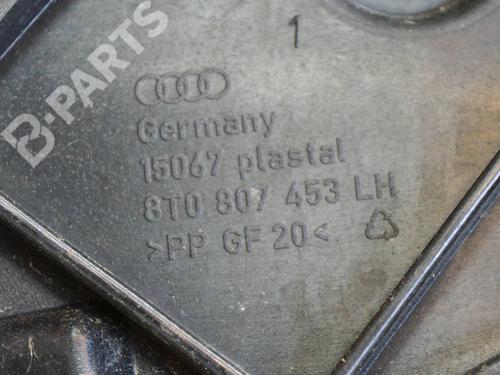 1
Germany
15067 plastal
8T0 807 453 LH
>PP GF 20<
B-PARTS